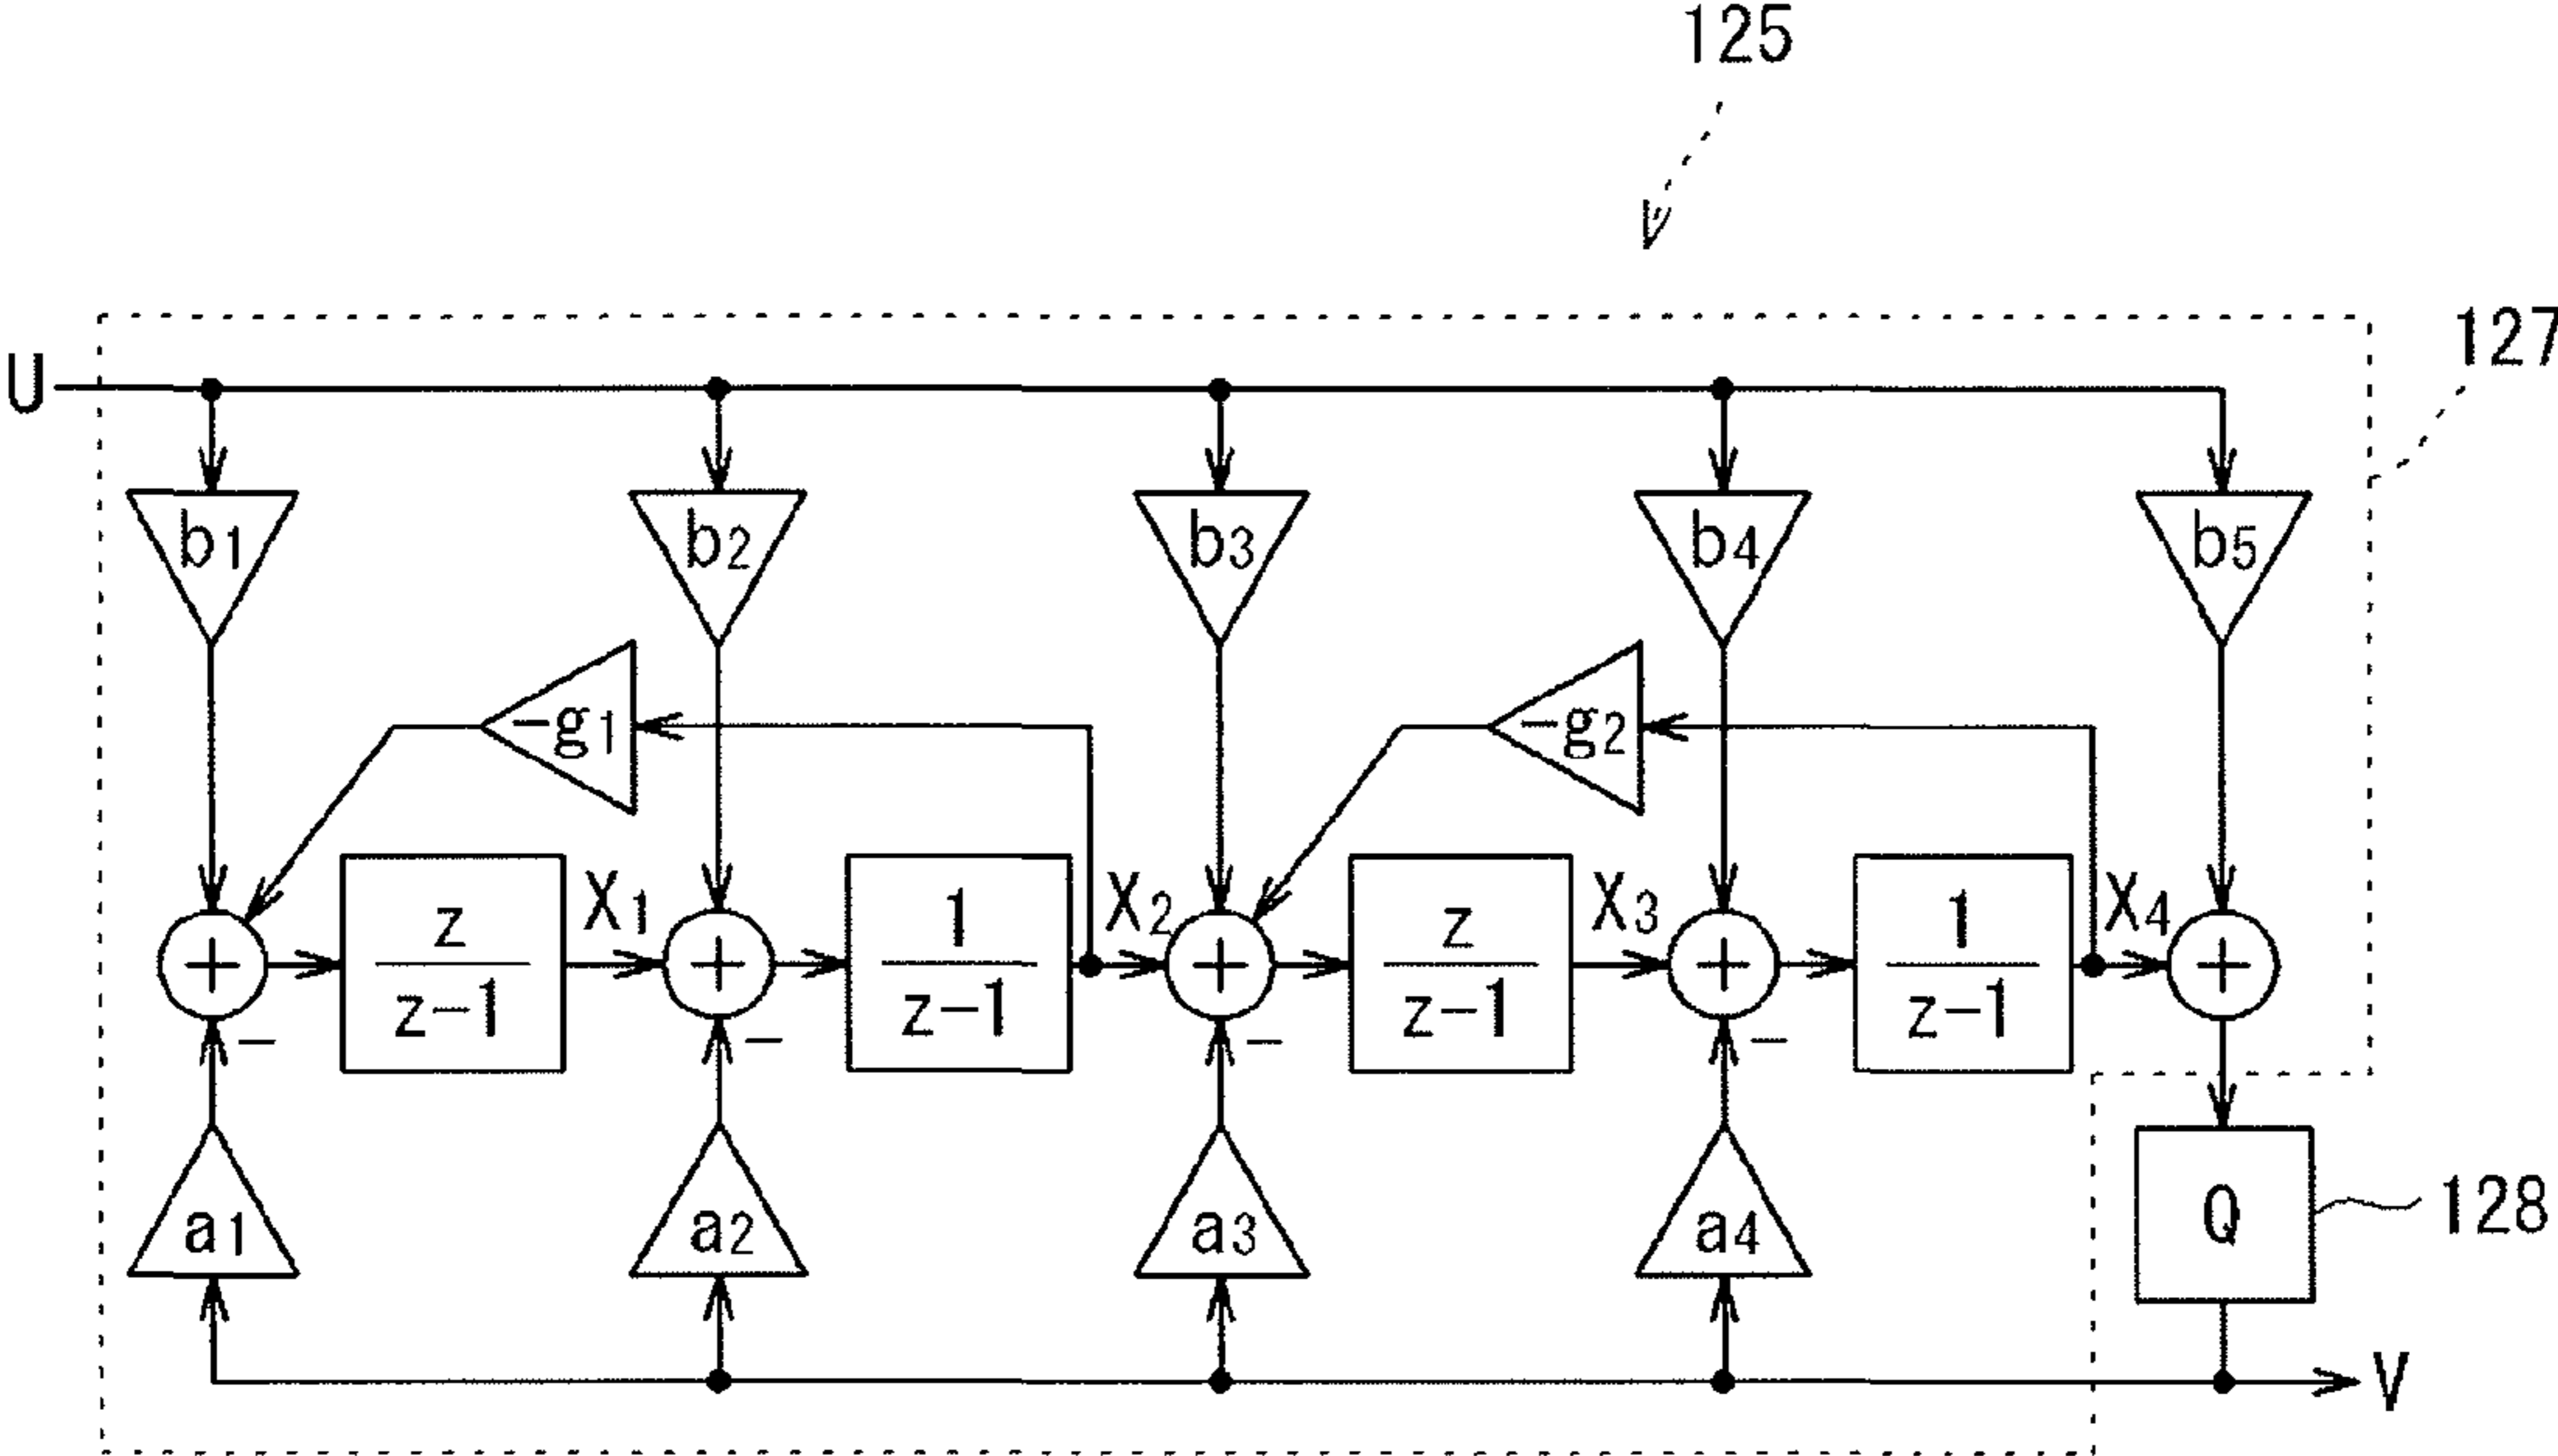 125
127
U
b1
b2
b3
b4
b5
-g1
-g2
z
z-1
X1
1
z-1
X2
z
z-1
X3
1
z-1
X4
+
+
+
+
+
-
-
-
-
a1
a2
a3
a4
Q
128
V